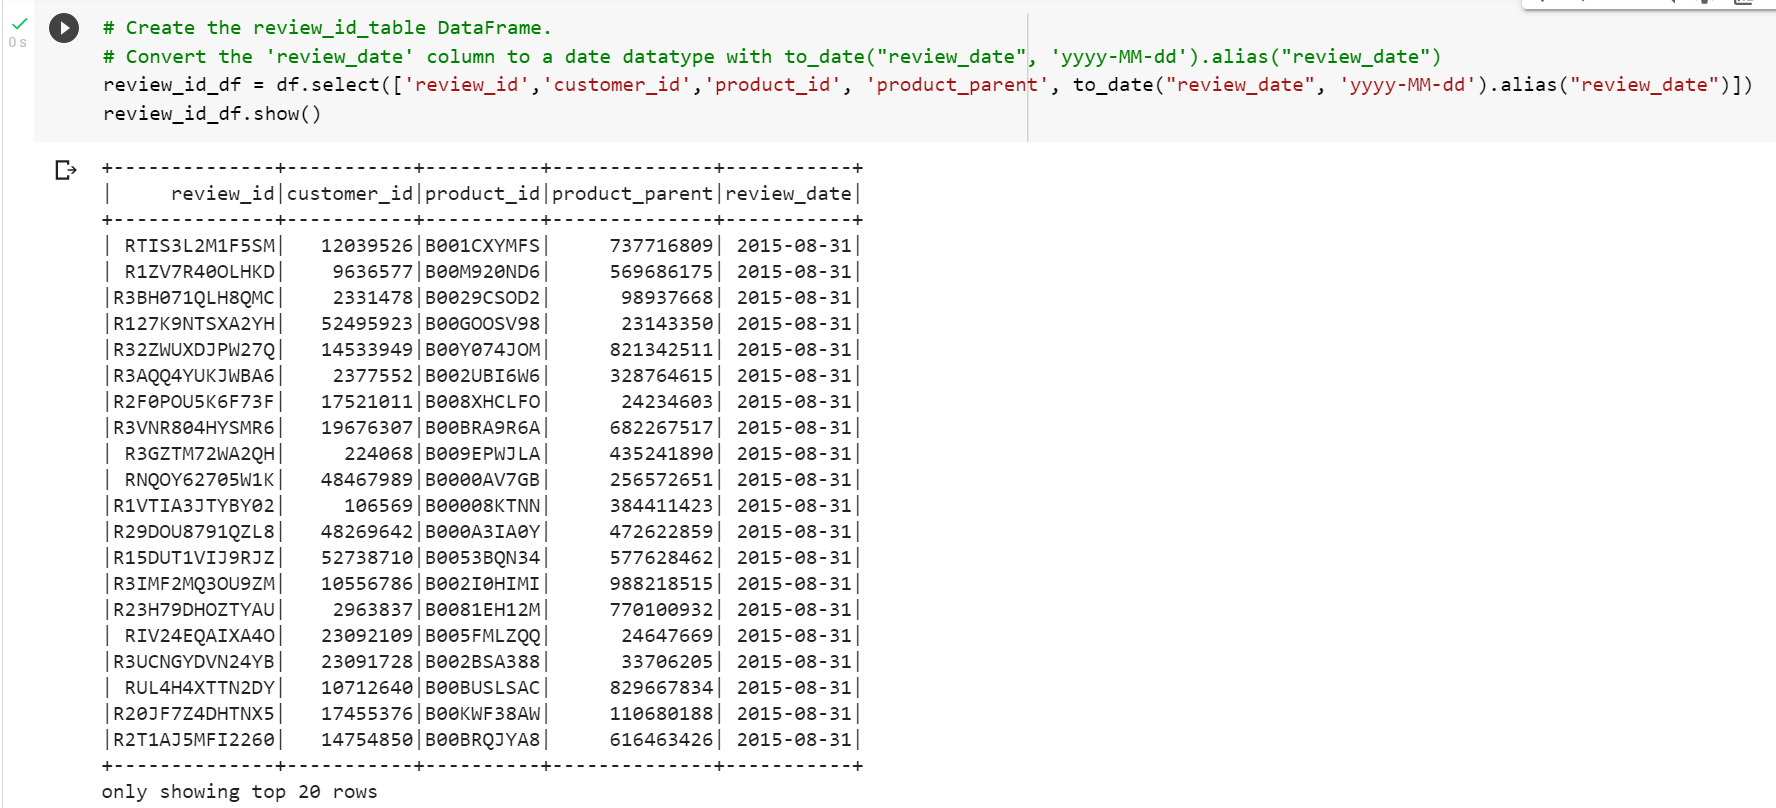 # Create the review_id_table DataFrame.
0 s
# Convert the 'review_date' column to a date datatype with to_date("review_date", 'yyyy-MM-dd').alias("review_date")
review_id_df = df.select(['review_id','customer_id','product_id', 'product_parent', to_date("review_date", 'yyyy-MM-dd').alias("review_date")])
review_id_df.show()
+--------------+-----------+----------+--------------+-----------+
|     review_id|customer_id|product_id|product_parent|review_date|
+--------------+-----------+----------+--------------+-----------+
| RTIS3L2M1F5SM|   12039526|B001CXYMFS|     737716809| 2015-08-31|
| R1ZV7R40OLHKD|    9636577|B00M920ND6|     569686175| 2015-08-31|
|R3BH071QLH8QMC|    2331478|B0029CSOD2|      98937668| 2015-08-31|
|R127K9NTSXA2YH|   52495923|B00GOOSV98|      23143350| 2015-08-31|
|R32ZWUXDJPW27Q|   14533949|B00Y074JOM|     821342511| 2015-08-31|
|R3AQQ4YUKJWBA6|    2377552|B002UBI6W6|     328764615| 2015-08-31|
|R2F0POU5K6F73F|   17521011|B008XHCLFO|      24234603| 2015-08-31|
|R3VNR804HYSMR6|   19676307|B00BRA9R6A|     682267517| 2015-08-31|
| R3GZTM72WA2QH|     224068|B009EPWJLA|     435241890| 2015-08-31|
| RNQOY62705W1K|   48467989|B0000AV7GB|     256572651| 2015-08-31|
|R1VTIA3JTYBY02|     106569|B00008KTNN|     384411423| 2015-08-31|
|R29DOU8791QZL8|   48269642|B000A3IA0Y|     472622859| 2015-08-31|
|R15DUT1VIJ9RJZ|   52738710|B0053BQN34|     577628462| 2015-08-31|
|R3IMF2MQ3OU9ZM|   10556786|B002I0HIMI|     988218515| 2015-08-31|
|R23H79DHOZTYAU|    2963837|B0081EH12M|     770100932| 2015-08-31|
| RIV24EQAIXA4O|   23092109|B005FMLZQQ|      24647669| 2015-08-31|
|R3UCNGYDVN24YB|   23091728|B002BSA388|      33706205| 2015-08-31|
| RUL4H4XTTN2DY|   10712640|B00BUSLSAC|     829667834| 2015-08-31|
|R20JF7Z4DHTNX5|   17455376|B00KWF38AW|     110680188| 2015-08-31|
|R2T1AJ5MFI2260|   14754850|B00BRQJYA8|     616463426| 2015-08-31|
+--------------+-----------+----------+--------------+-----------+
only showing top 20 rows